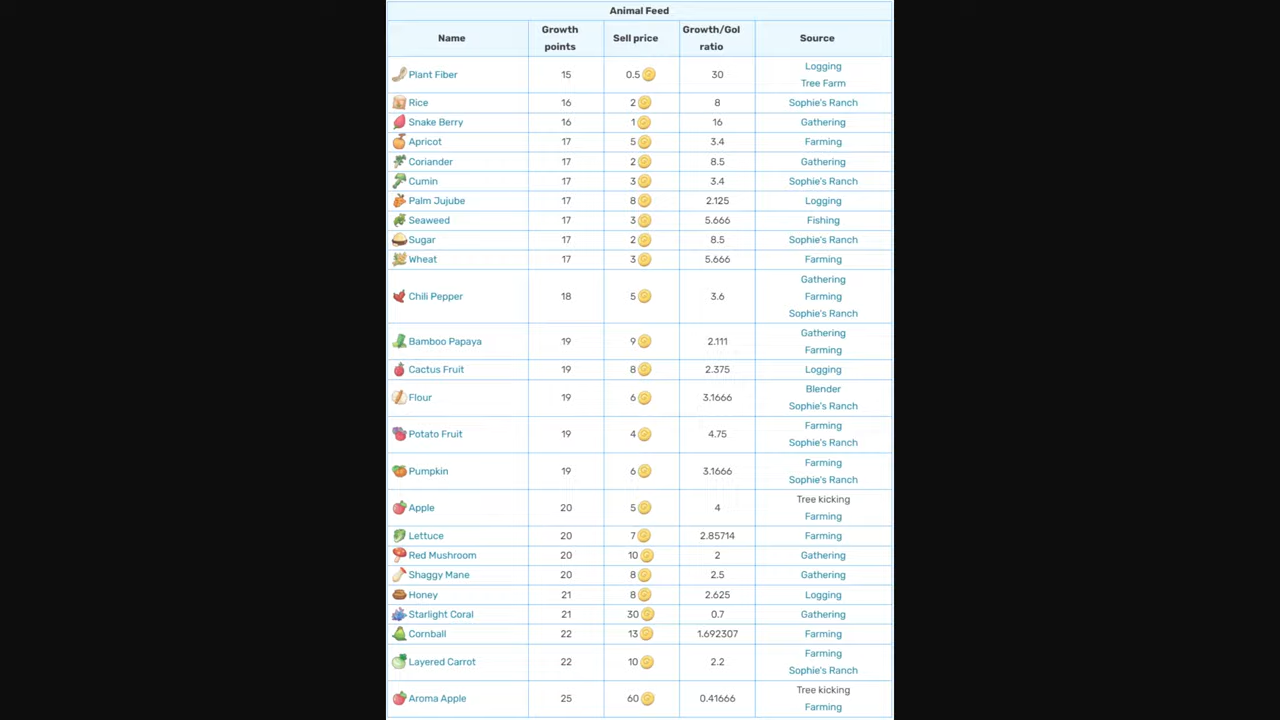 Animal Feed
Name Growth points Sell price Growth/Gol ratio Source
Plant Fiber 15 0.5 30 Logging
Tree Farm
Rice 16 2 8 Sophie's Ranch
Snake Berry 16 1 16 Gathering
Apricot 17 5 3.4 Farming
Coriander 17 2 8.5 Gathering
Cumin 17 3 3.4 Sophie's Ranch
Palm Jujube 17 8 2.125 Logging
Seaweed 17 3 5.666 Fishing
Sugar 17 2 8.5 Sophie's Ranch
Wheat 17 3 5.666 Farming
Chili Pepper 18 5 3.6 Gathering
Farming
Sophie's Ranch
Bamboo Papaya 19 9 2.111 Gathering
Farming
Cactus Fruit 19 8 2.375 Logging
Flour 19 6 3.1666 Blender
Sophie's Ranch
Potato Fruit 19 4 4.75 Farming
Sophie's Ranch
Pumpkin 19 6 3.1666 Farming
Sophie's Ranch
Apple 20 5 4 Tree kicking
Farming
Lettuce 20 7 2.85714 Farming
Red Mushroom 20 10 2 Gathering
Shaggy Mane 20 8 2.5 Gathering
Honey 21 8 2.625 Logging
Starlight Coral 21 30 0.7 Gathering
Cornball 22 13 1.692307 Farming
Layered Carrot 22 10 2.2 Farming
Sophie's Ranch
Aroma Apple 25 60 0.41666 Tree kicking
Farming